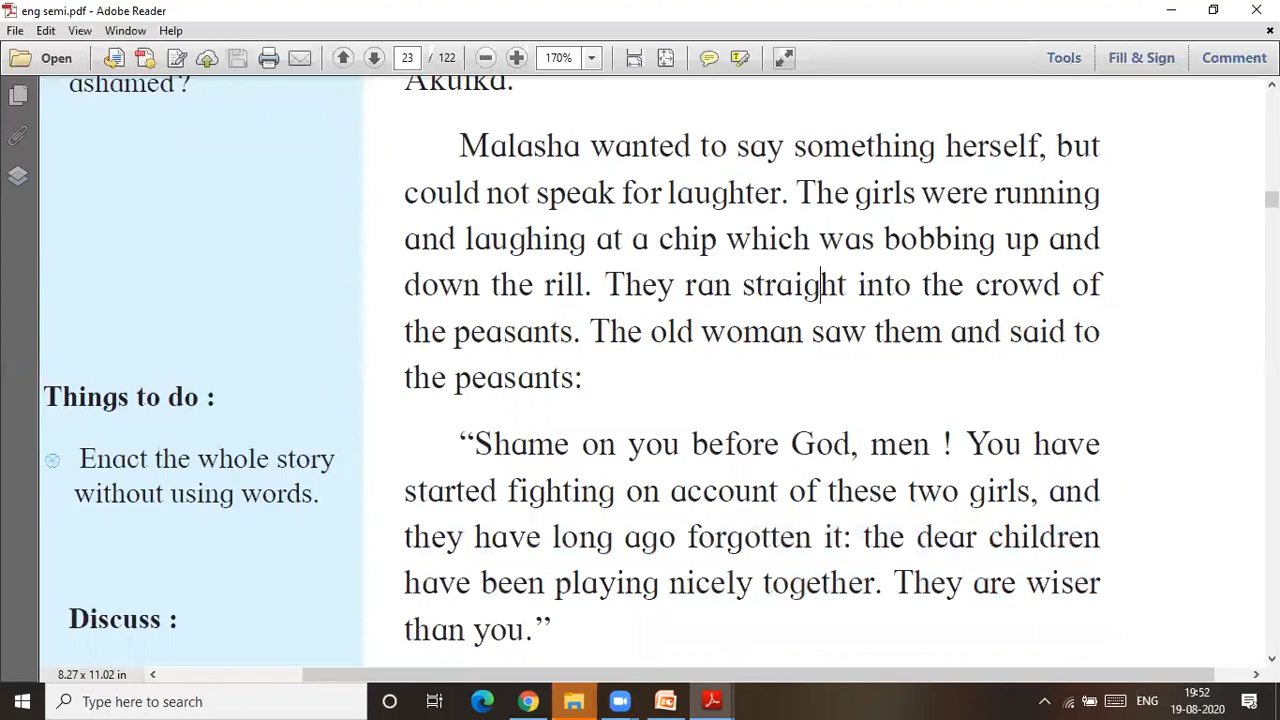 eng semi.pdf - Adobe Reader
File Edit View Window Help
Open 23 / 122 170% Tools Fill & Sign Comment
ashamed?
Akulka.
Malasha wanted to say something herself, but
could not speak for laughter. The girls were running
and laughing at a chip which was bobbing up and
down the rill. They ran straight into the crowd of
the peasants. The old woman saw them and said to
the peasants:
Things to do :
Enact the whole story
without using words.
“Shame on you before God, men ! You have
started fighting on account of these two girls, and
they have long ago forgotten it: the dear children
have been playing nicely together. They are wiser
than you.”
Discuss :
8.27 x 11.02 in
Type here to search
ENG
19:52
19-08-2020